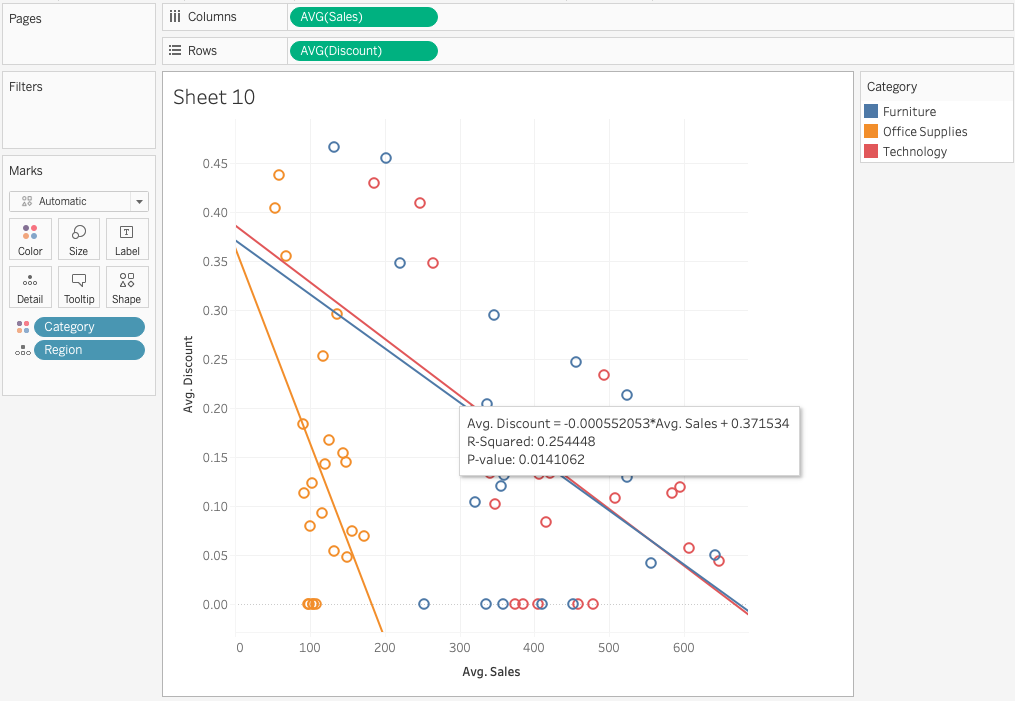 Pages
Columns
AVG(Sales)
Rows
AVG(Discount)
Filters
Marks
Automatic
Color
Size
Label
Detail
Tooltip
Shape
Category
Region
Sheet 10
0.45
0.40
0.35
0.30
0.25
0.20
0.15
0.10
0.05
0.00
Avg. Discount
Avg. Discount = -0.000552053*Avg. Sales + 0.371534
R-Squared: 0.254448
P-value: 0.0141062
0 100 200 300 400 500 600
Avg. Sales
Category
Furniture
Office Supplies
Technology